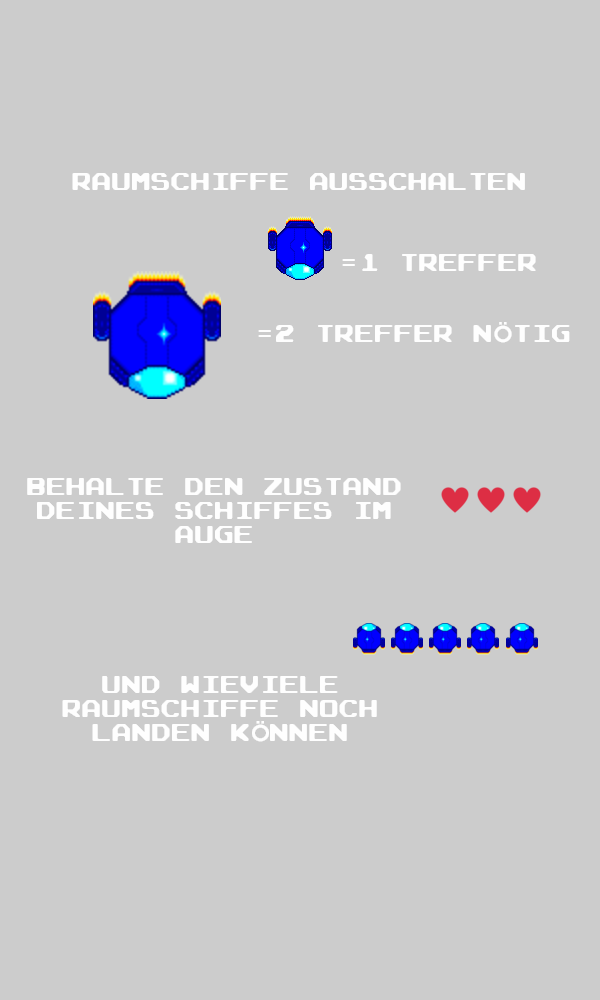 RAUMSCHIFFE AUSSCHALTEN
=1 TREFFER
=2 TREFFER NÖTIG
BEHALTE DEN ZUSTAND
DEINES SCHIFFES IM
AUGE
UND WIEVIELE
RAUMSCHIFFE NOCH
LANDEN KÖNNEN